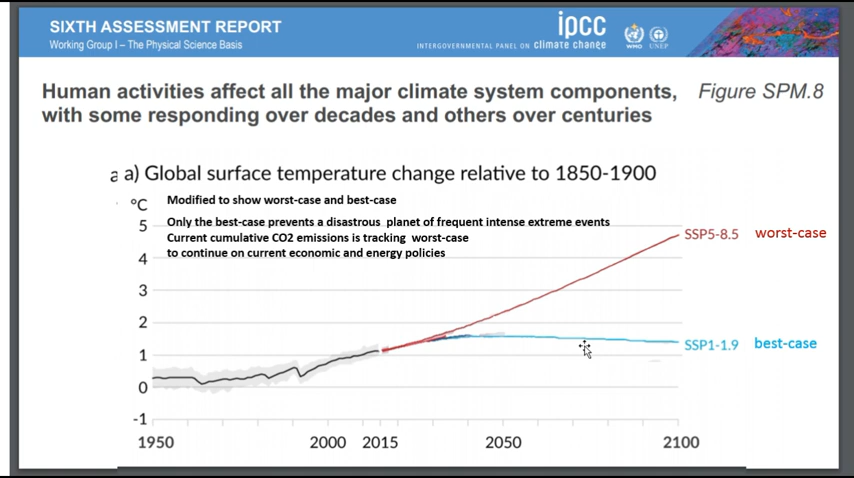 SIXTH ASSESSMENT REPORT
Working Group I – The Physical Science Basis
ipcc
INTERGOVERNMENTAL PANEL ON climate change
WMO
UNEP
Human activities affect all the major climate system components,
with some responding over decades and others over centuries
Figure SPM.8
a a) Global surface temperature change relative to 1850-1900
°C
Modified to show worst-case and best-case
Only the best-case prevents a disastrous planet of frequent intense extreme events
Current cumulative CO2 emissions is tracking worst-case
to continue on current economic and energy policies
5
4
3
2
1
0
-1
SSP5-8.5 worst-case
SSP1-1.9 best-case
1950 2000 2015 2050 2100